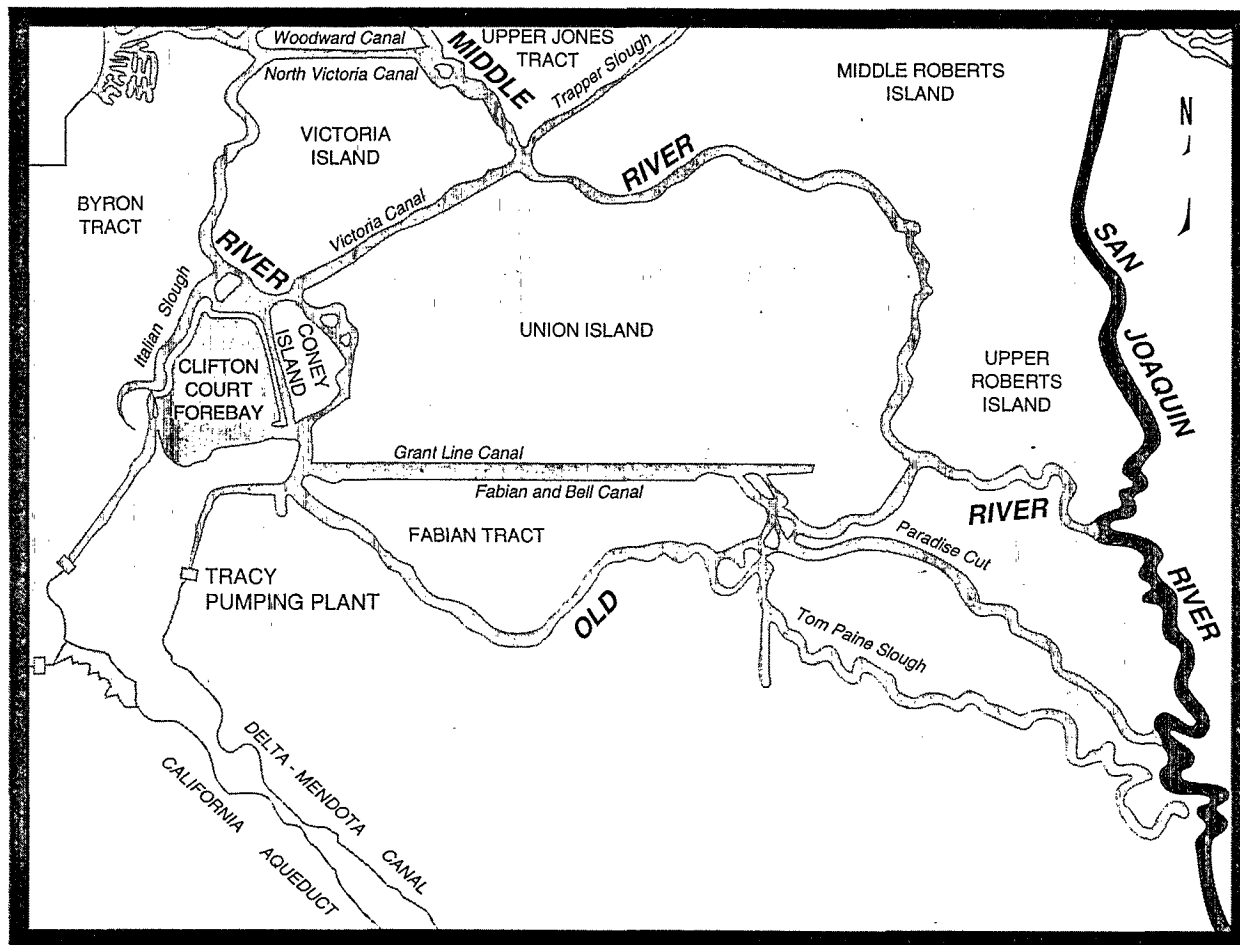 Woodward Canal
North Victoria Canal
MIDDLE
UPPER JONES
TRACT
Trapper Slough
MIDDLE ROBERTS
ISLAND
N
VICTORIA
ISLAND
RIVER
BYRON
TRACT
Victoria Canal
RIVER
SAN
Italian Slough
UNION ISLAND
CONEY
ISLAND
JOAQUIN
CLIFTON
COURT
FOREBAY
UPPER
ROBERTS
ISLAND
Grant Line Canal
Fabian and Bell Canal
RIVER
FABIAN TRACT
Paradise Cut
TRACY
PUMPING PLANT
OLD
RIVER
Tom Paine Slough
DELTA - MENDOTA
CANAL
CALIFORNIA
AQUEDUCT